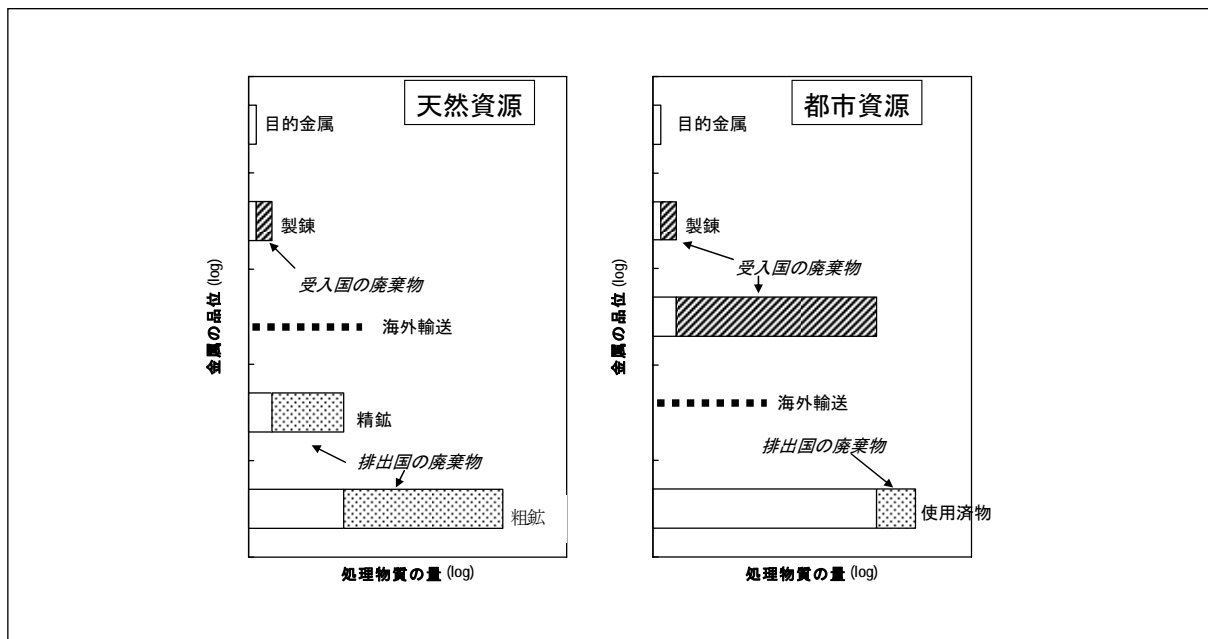 天然資源
目的金属
製錬
受入国の廃棄物
海外輸送
精鉱
排出国の廃棄物
粗鉱
金属の品位 (log)
処理物質の量 (log)
都市資源
目的金属
製錬
受入国の廃棄物
海外輸送
排出国の廃棄物
使用済物
金属の品位 (log)
処理物質の量 (log)